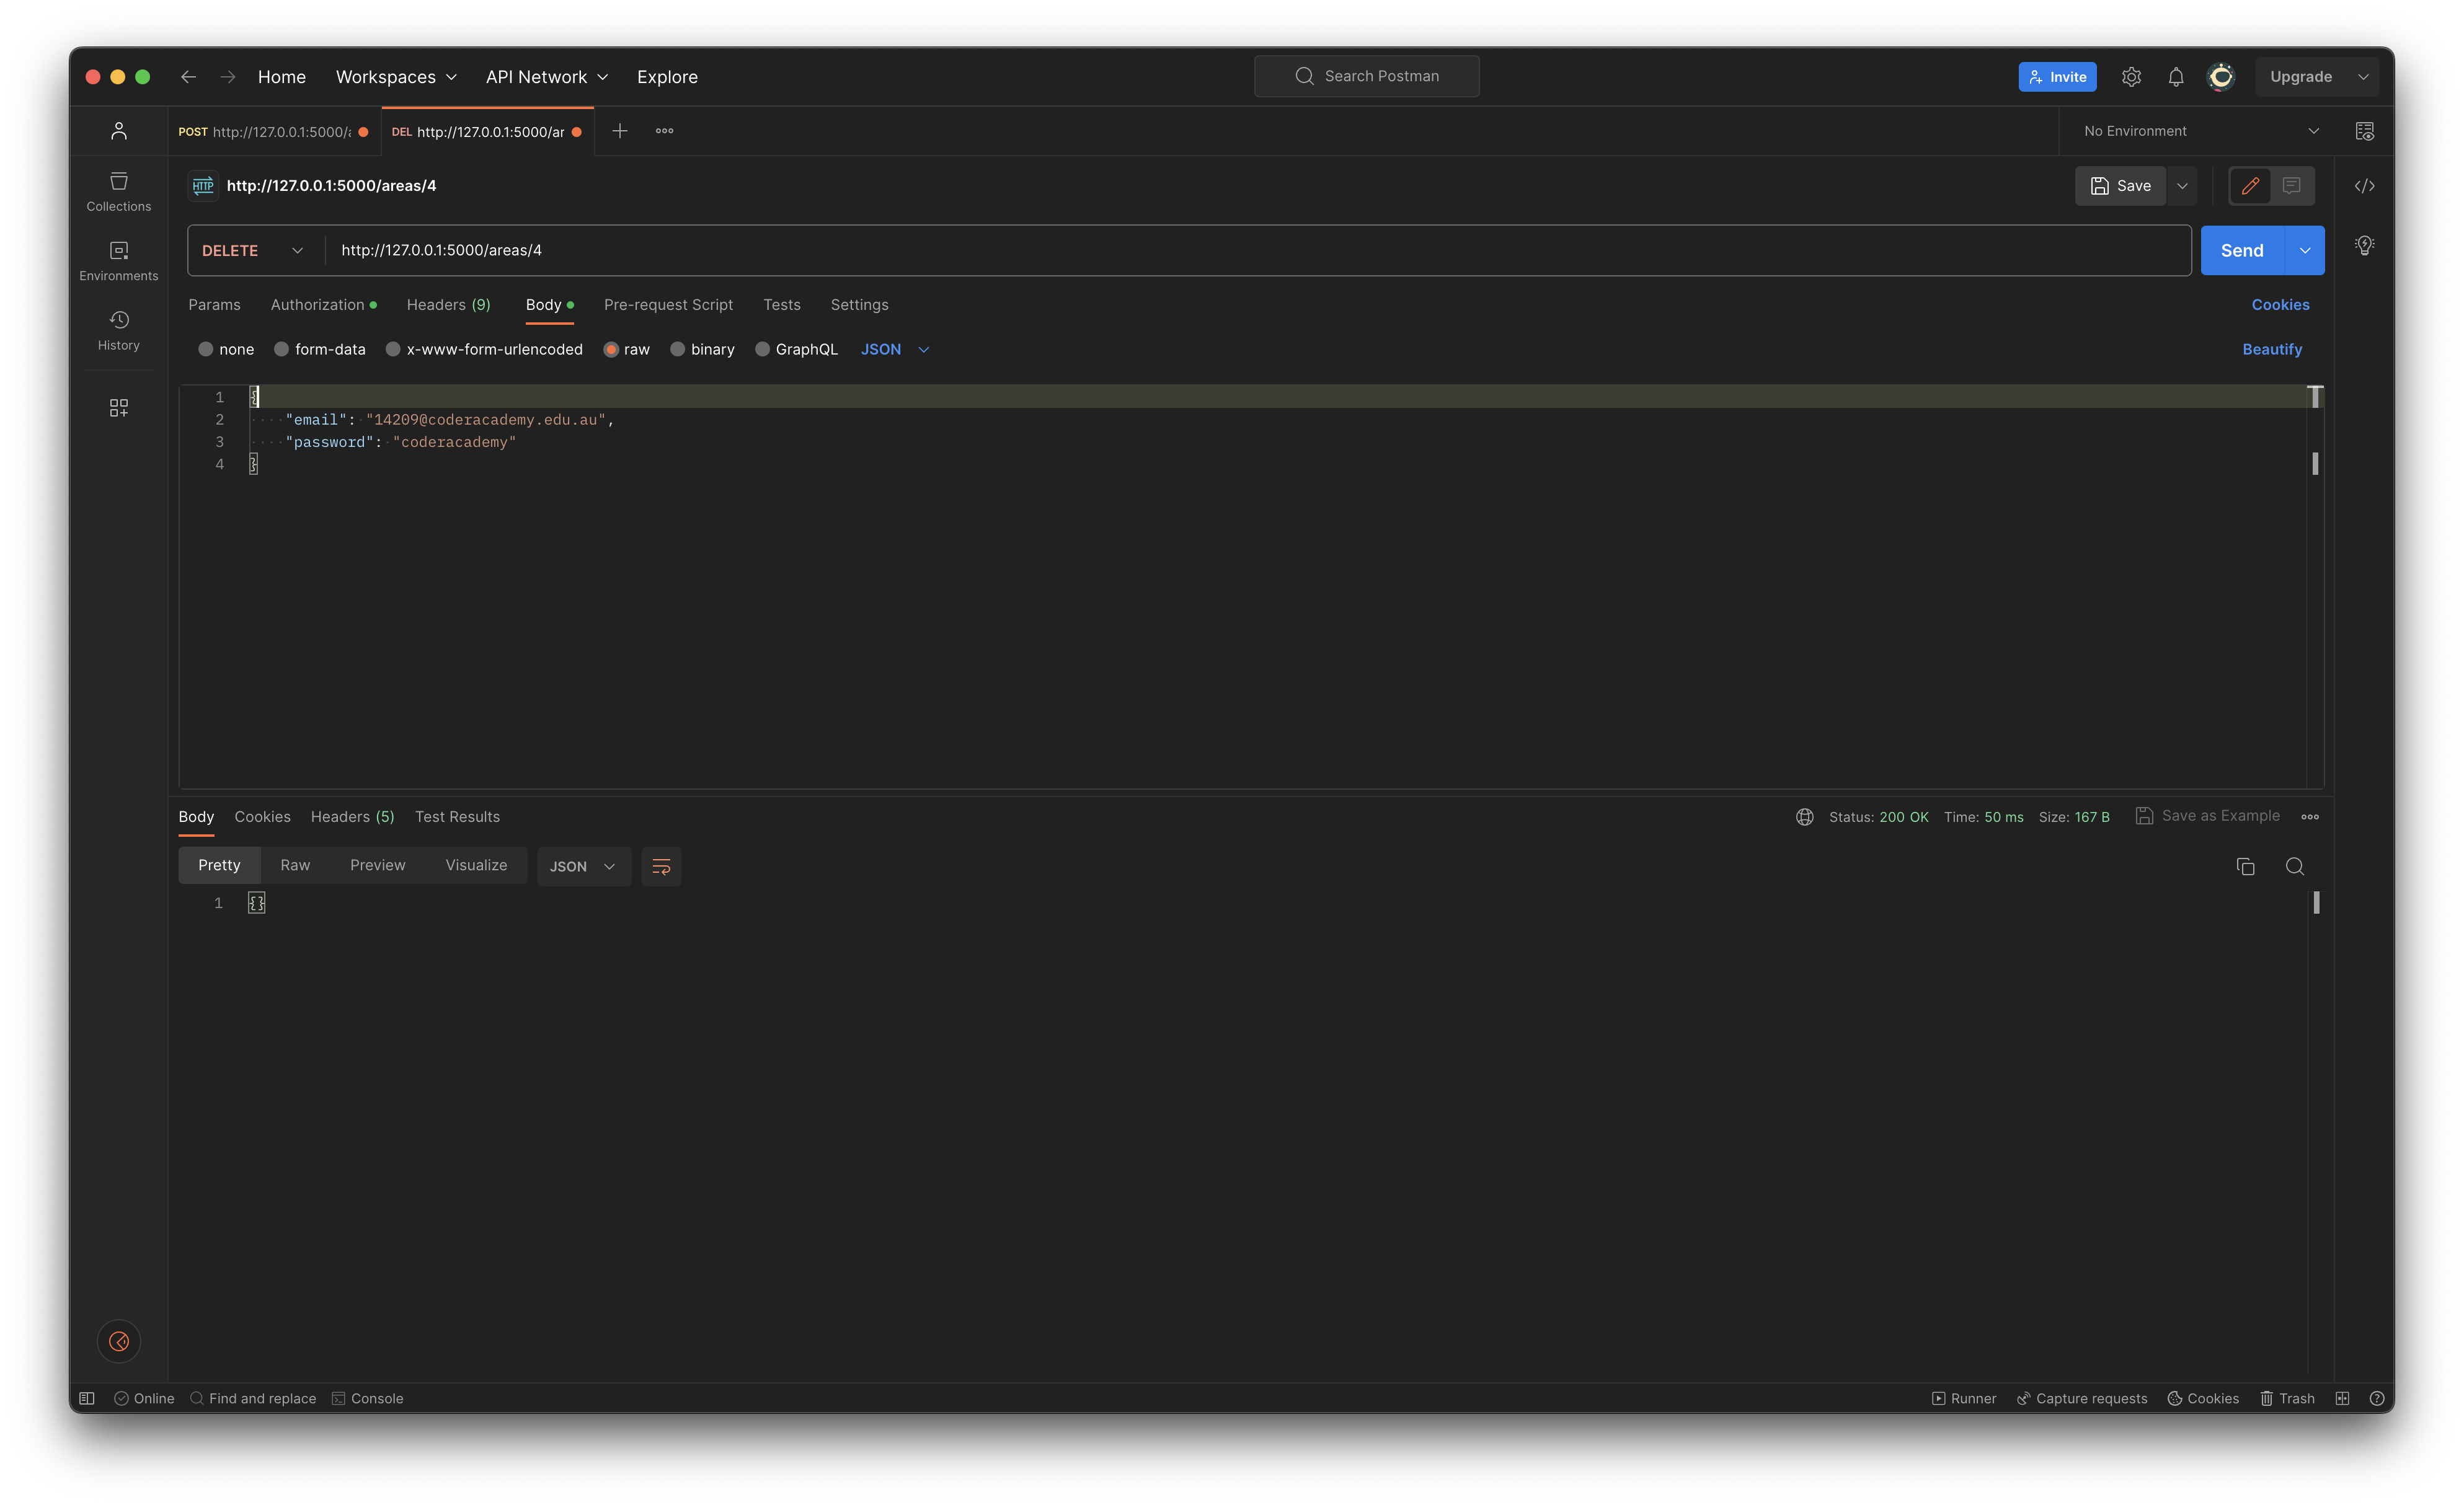 Home Workspaces API Network Explore Search Postman Invite Upgrade
POST http://127.0.0.1:5000/a DEL http://127.0.0.1:5000/ar No Environment
HTTP http://127.0.0.1:5000/areas/4 Save
Collections
DELETE http://127.0.0.1:5000/areas/4 Send
Environments
Params Authorization Headers (9) Body Pre-request Script Tests Settings Cookies
History
none form-data x-www-form-urlencoded raw binary GraphQL JSON Beautify
1 {
2 "email": "14209@coderacademy.edu.au",
3 "password": "coderacademy"
4 }
Body Cookies Headers (5) Test Results Status: 200 OK Time: 50 ms Size: 167 B Save as Example
Pretty Raw Preview Visualize JSON
1 {}
Online Find and replace Console Runner Capture requests Cookies Trash